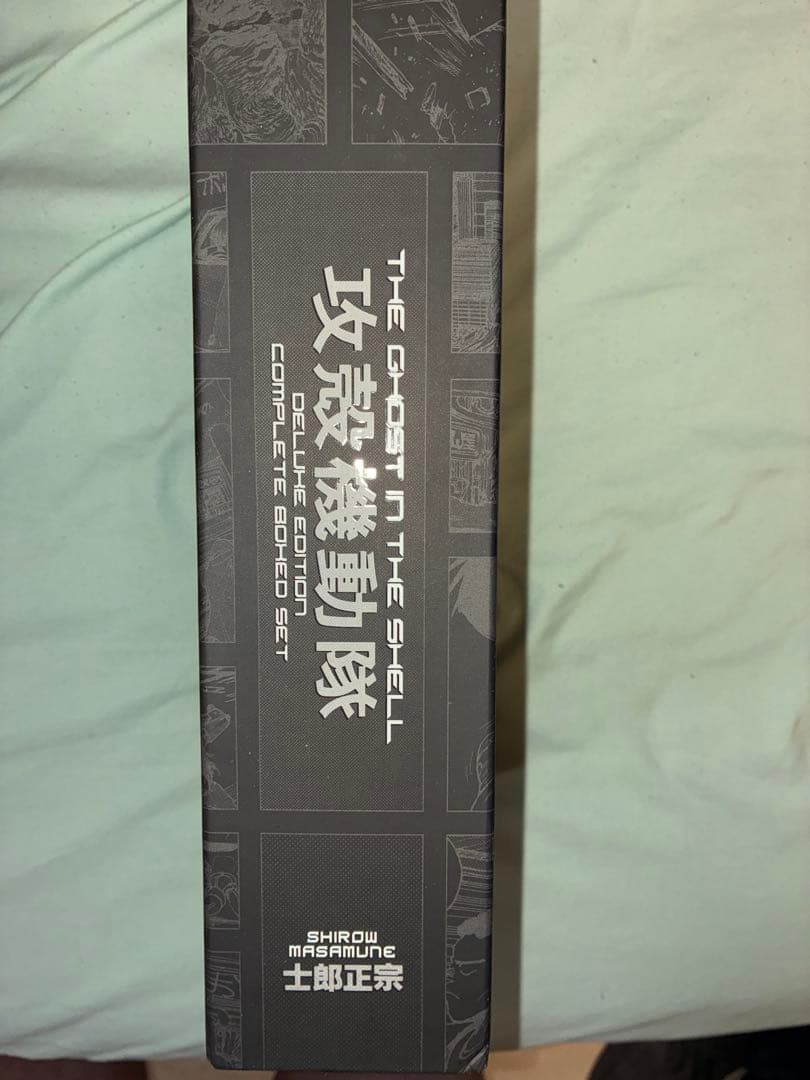 THE GHOST IN THE SHELL
攻殻機動隊
DELUXE EDITION
COMPLETE BOXED SET
SHIROW
MASAMUNE
士郎正宗